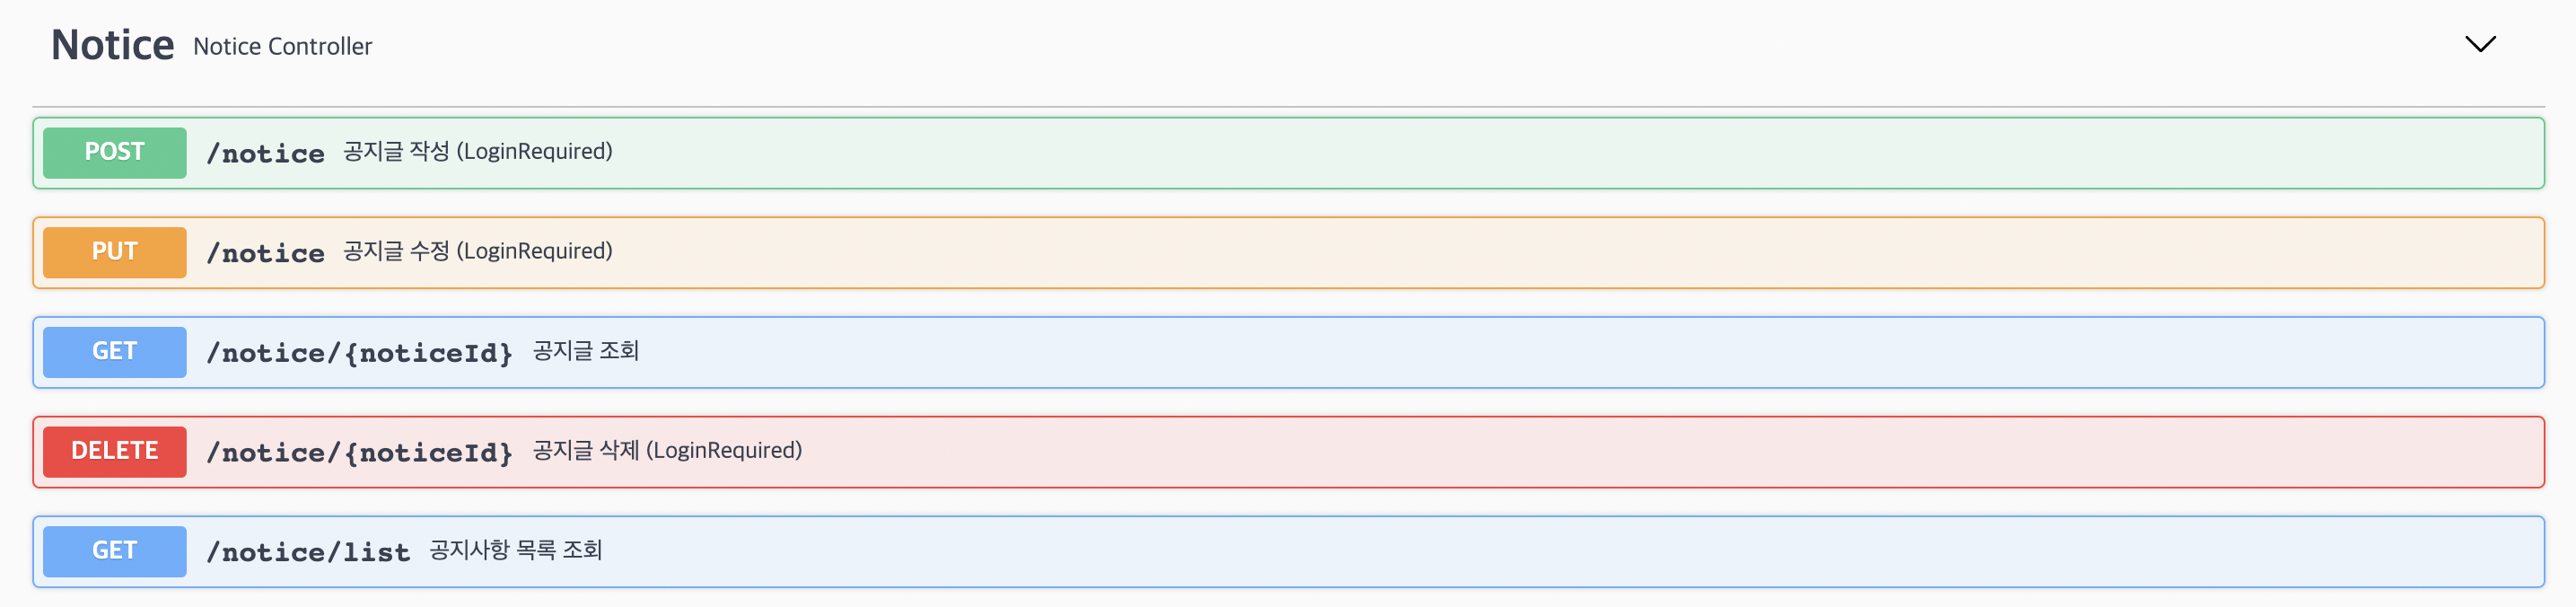 Notice Notice Controller
POST /notice 공지글 작성 (LoginRequired)
PUT /notice 공지글 수정 (LoginRequired)
GET /notice/{noticeId} 공지글 조회
DELETE /notice/{noticeId} 공지글 삭제 (LoginRequired)
GET /notice/list 공지사항 목록 조회